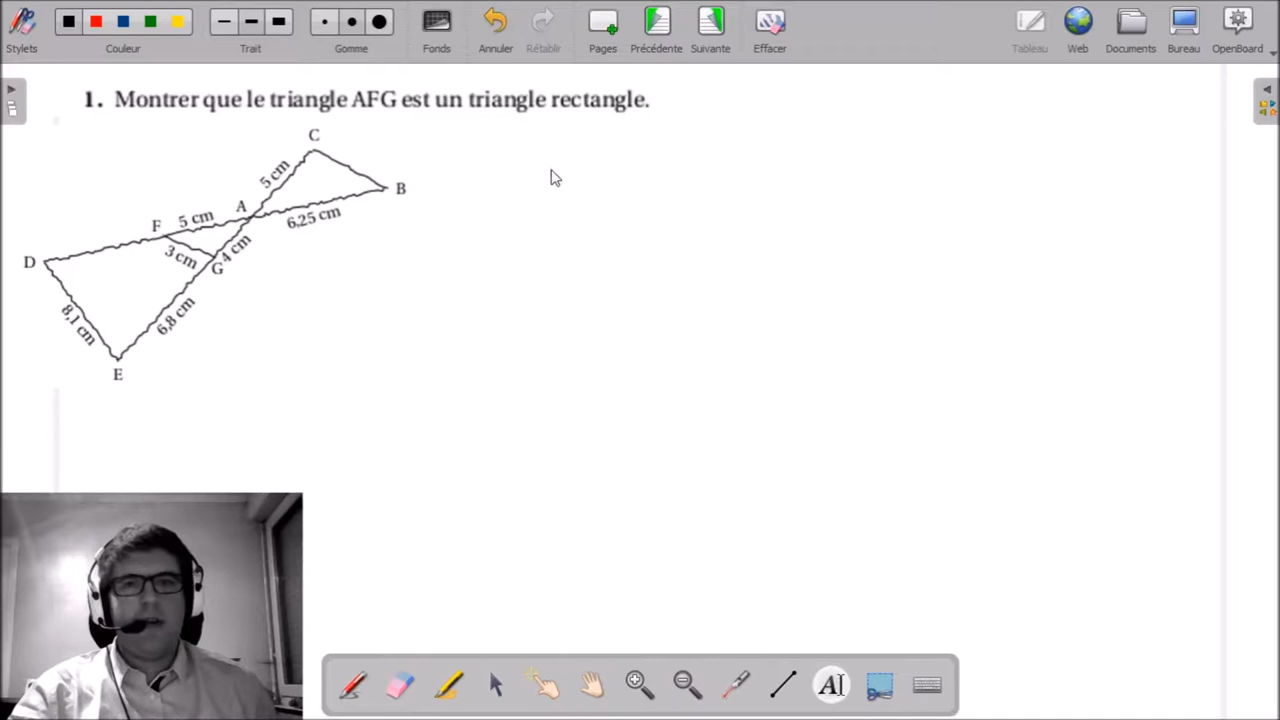 Stylets Couleur Trait Gomme Fonds Annuler Rétablir Pages Précédente Suivante Effacer Tableau Web Documents Bureau OpenBoard
1. Montrer que le triangle AFG est un triangle rectangle.
C
5 cm
B
A
6,25 cm
F
5 cm
D
3 cm
G
4 cm
8,1 cm
6,8 cm
E
AI